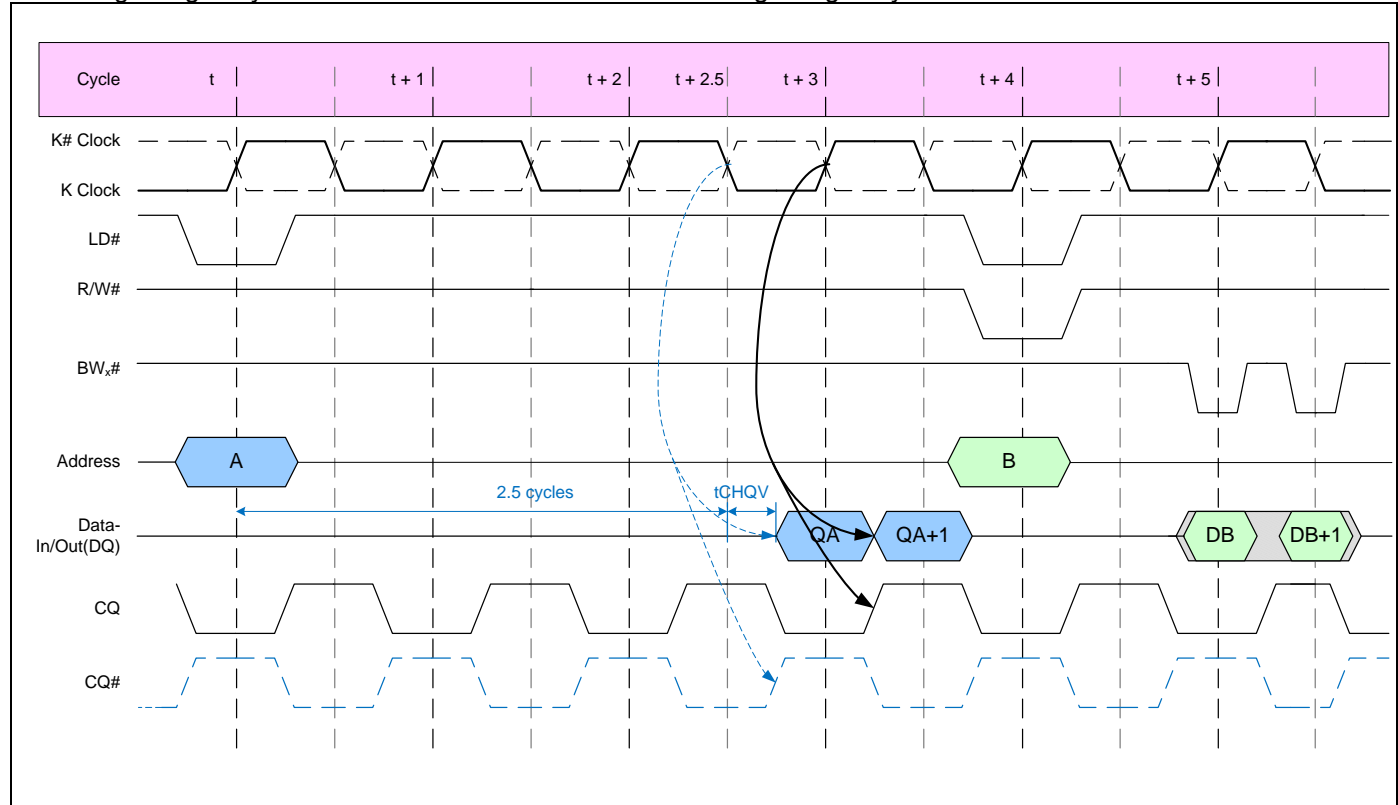 Cycle t t + 1 t + 2 t + 2.5 t + 3 t + 4 t + 5
K# Clock
K Clock
LD#
R/W#
BWx#
Address A B
2.5 cycles tCHQV
Data-
In/Out(DQ) QA QA+1 DB DB+1
CQ
CQ#